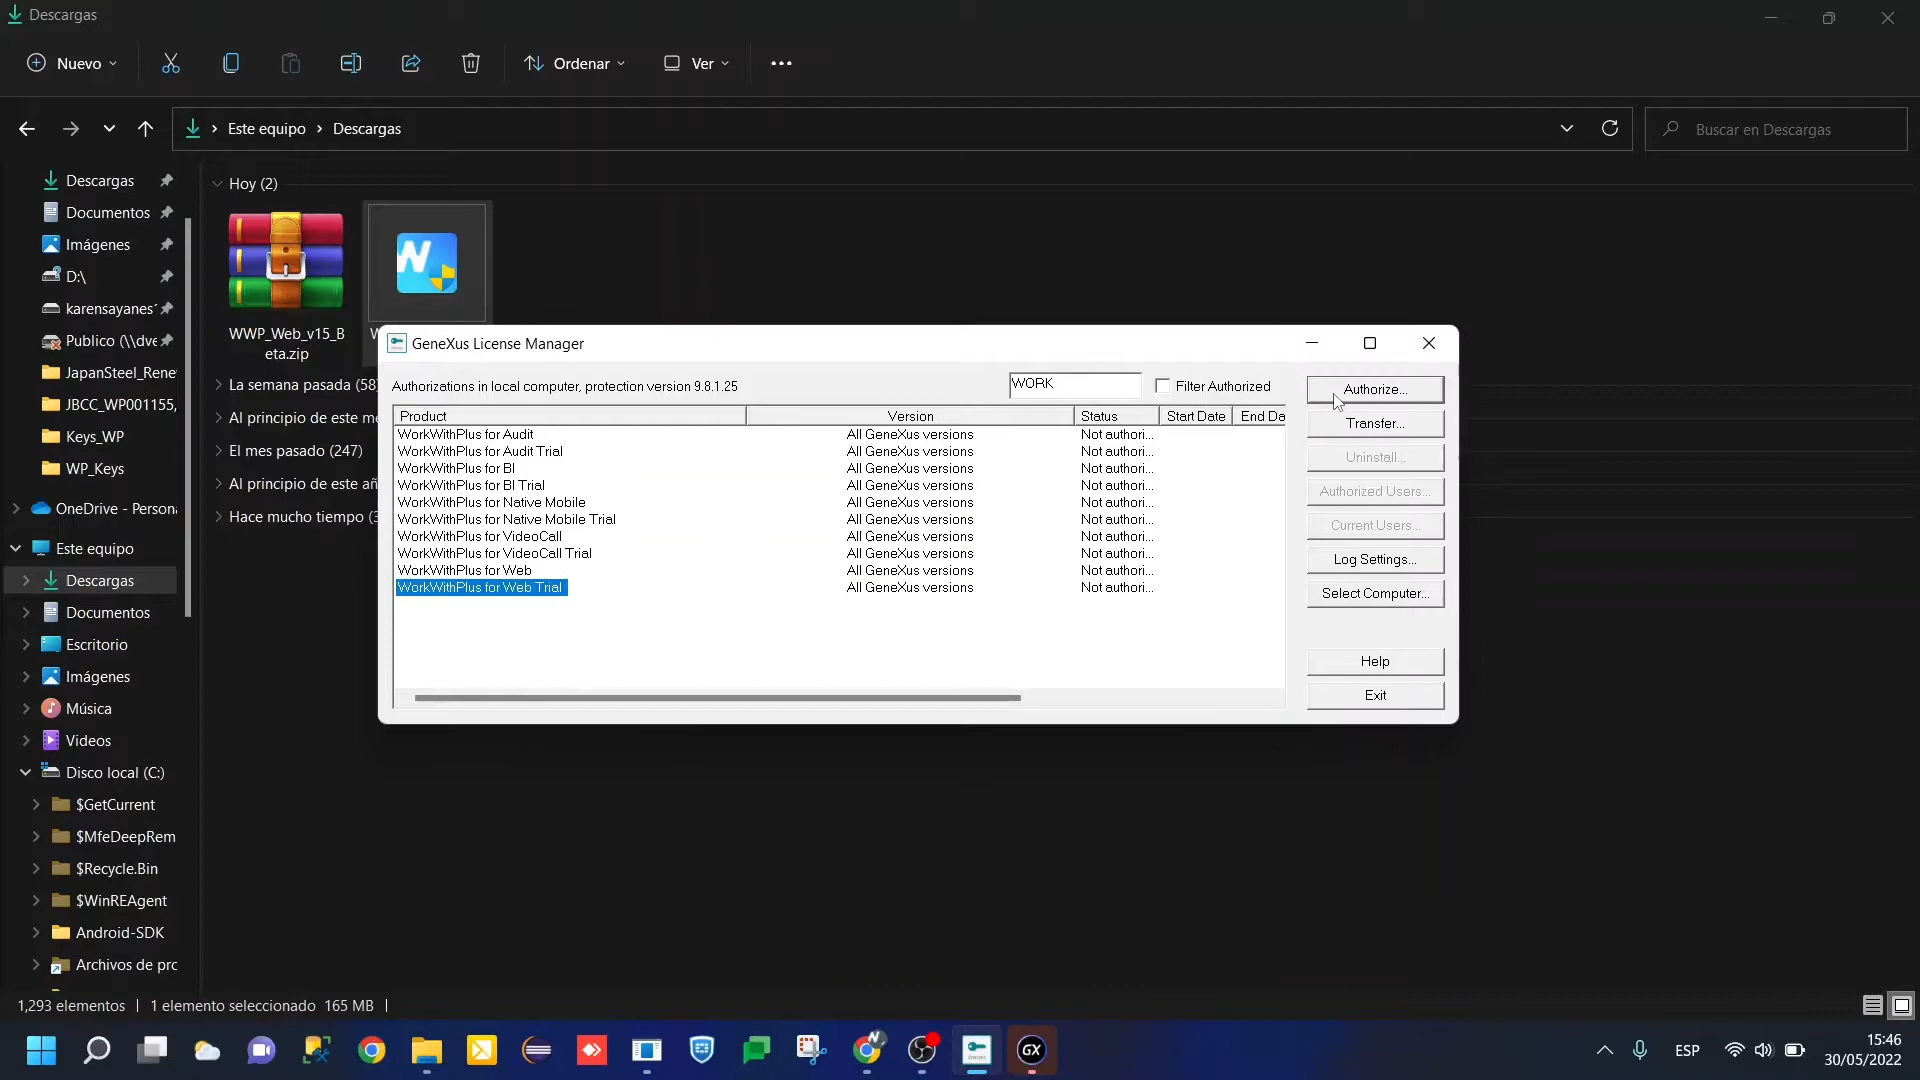 Descargas
Nuevo
Ordenar
Ver
Este equipo
Descargas
Buscar en Descargas
Descargas
Documentos
Imágenes
D:\
karensayanes
Publico (\\dve
JapanSteel_Rene
JBCC_WP001155,
Keys_WP
WP_Keys
OneDrive - Person
Este equipo
Descargas
Documentos
Escritorio
Imágenes
Música
Videos
Disco local (C:)
$GetCurrent
$MfeDeepRem
$Recycle.Bin
$WinREAgent
Android-SDK
Archivos de prc
Hoy (2)
WWP_Web_v15_B
eta.zip
La semana pasada (58)
Al principio de este me
El mes pasado (247)
Al principio de este añ
Hace mucho tiempo (
GeneXus License Manager
Authorizations in local computer, protection version 9.8.1.25
WORK
Filter Authorized
Product Version Status Start Date End Da
WorkWithPlus for Audit All GeneXus versions Not authori...
WorkWithPlus for Audit Trial All GeneXus versions Not authori...
WorkWithPlus for BI All GeneXus versions Not authori...
WorkWithPlus for BI Trial All GeneXus versions Not authori...
WorkWithPlus for Native Mobile All GeneXus versions Not authori...
WorkWithPlus for Native Mobile Trial All GeneXus versions Not authori...
WorkWithPlus for VideoCall All GeneXus versions Not authori...
WorkWithPlus for VideoCall Trial All GeneXus versions Not authori...
WorkWithPlus for Web All GeneXus versions Not authori...
WorkWithPlus for Web Trial All GeneXus versions Not authori...
Authorize...
Transfer...
Uninstall...
Authorized Users...
Current Users...
Log Settings...
Select Computer...
Help
Exit
1,293 elementos
1 elemento seleccionado 165 MB
GX
ESP
15:46
30/05/2022